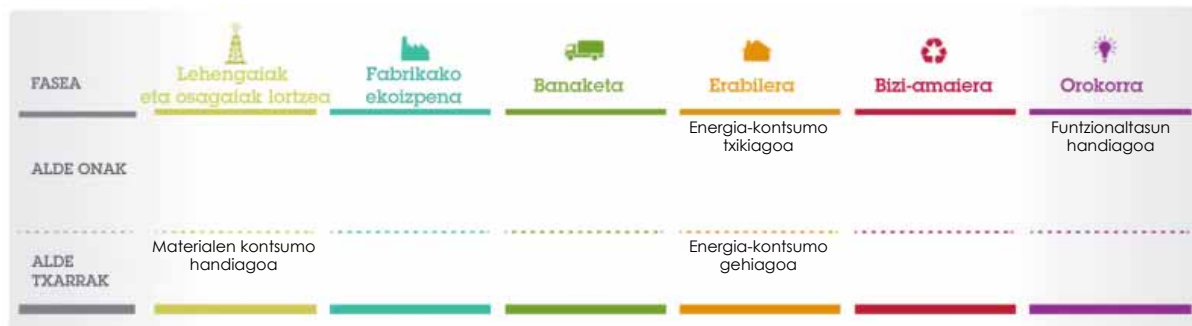 FASEA
Lehengaiak
eta osagaiak lortzea
Fabrikako
ekoizpena
Banaketa
Erabilera
Bizi-amaiera
Orokorra
ALDE ONAK
Energia-kontsumo
txikiagoa
Funtzionaltasun
handiagoa
ALDE
TXARRAK
Materialen kontsumo
handiagoa
Energia-kontsumo
gehiagoa